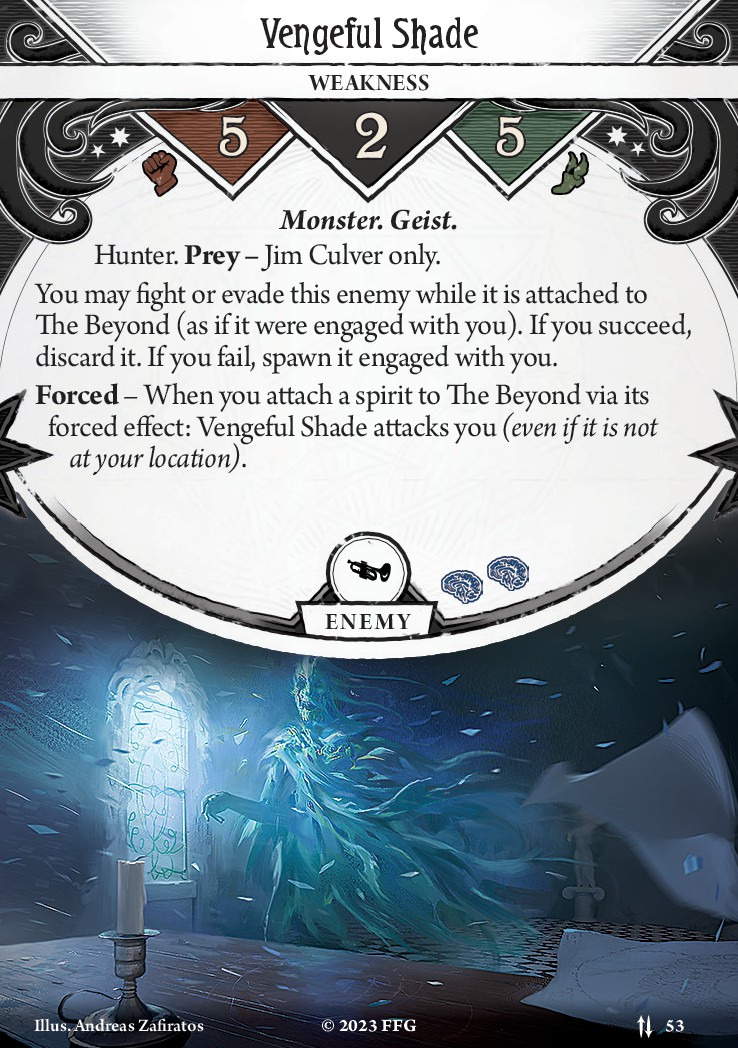 Vengeful Shade
WEAKNESS
5 2 5
Monster. Geist.
Hunter. Prey – Jim Culver only.
You may fight or evade this enemy while it is attached to
The Beyond (as if it were engaged with you). If you succeed,
discard it. If you fail, spawn it engaged with you.
Forced – When you attach a spirit to The Beyond via its
forced effect: Vengeful Shade attacks you (even if it is not
at your location).
ENEMY
Illus. Andreas Zafiratos © 2023 FFG 53